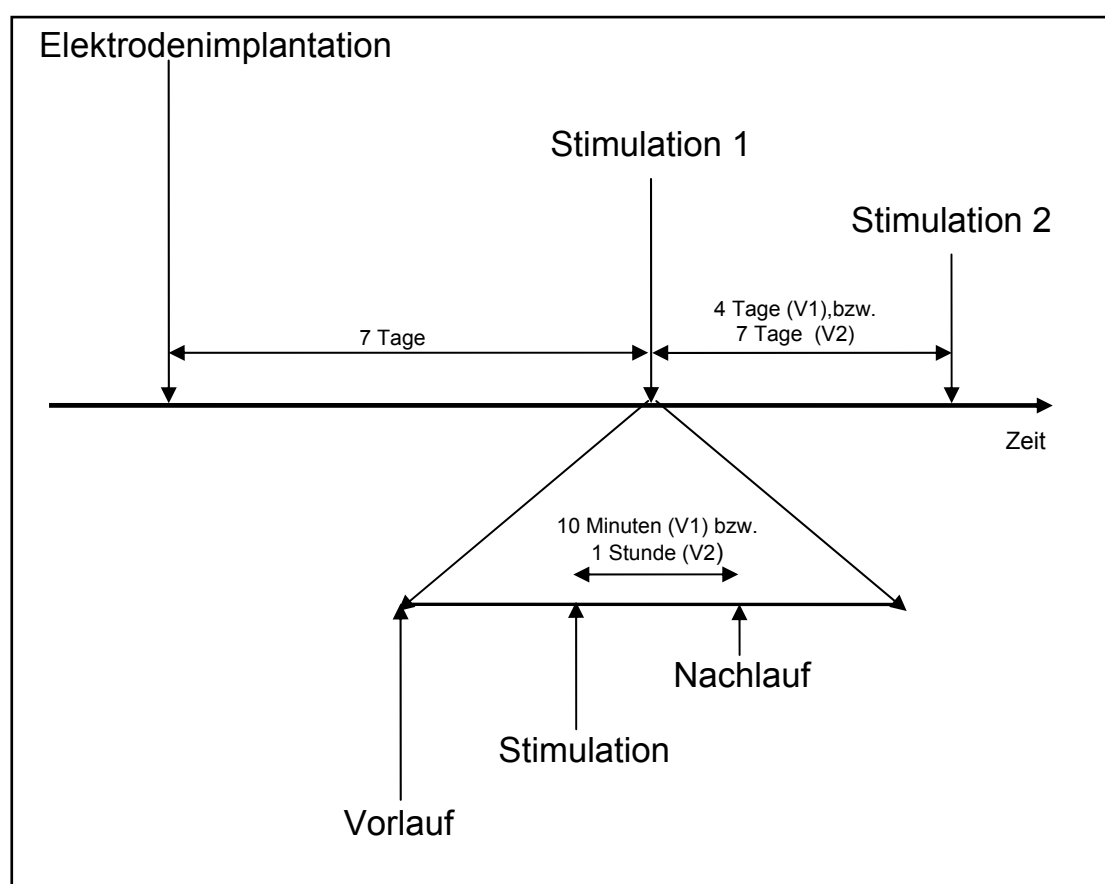 Elektrodenimplantation
Stimulation 1
Stimulation 2
4 Tage (V1),bzw.
7 Tage (V2)
7 Tage
Zeit
10 Minuten (V1) bzw.
1 Stunde (V2)
Nachlauf
Stimulation
Vorlauf